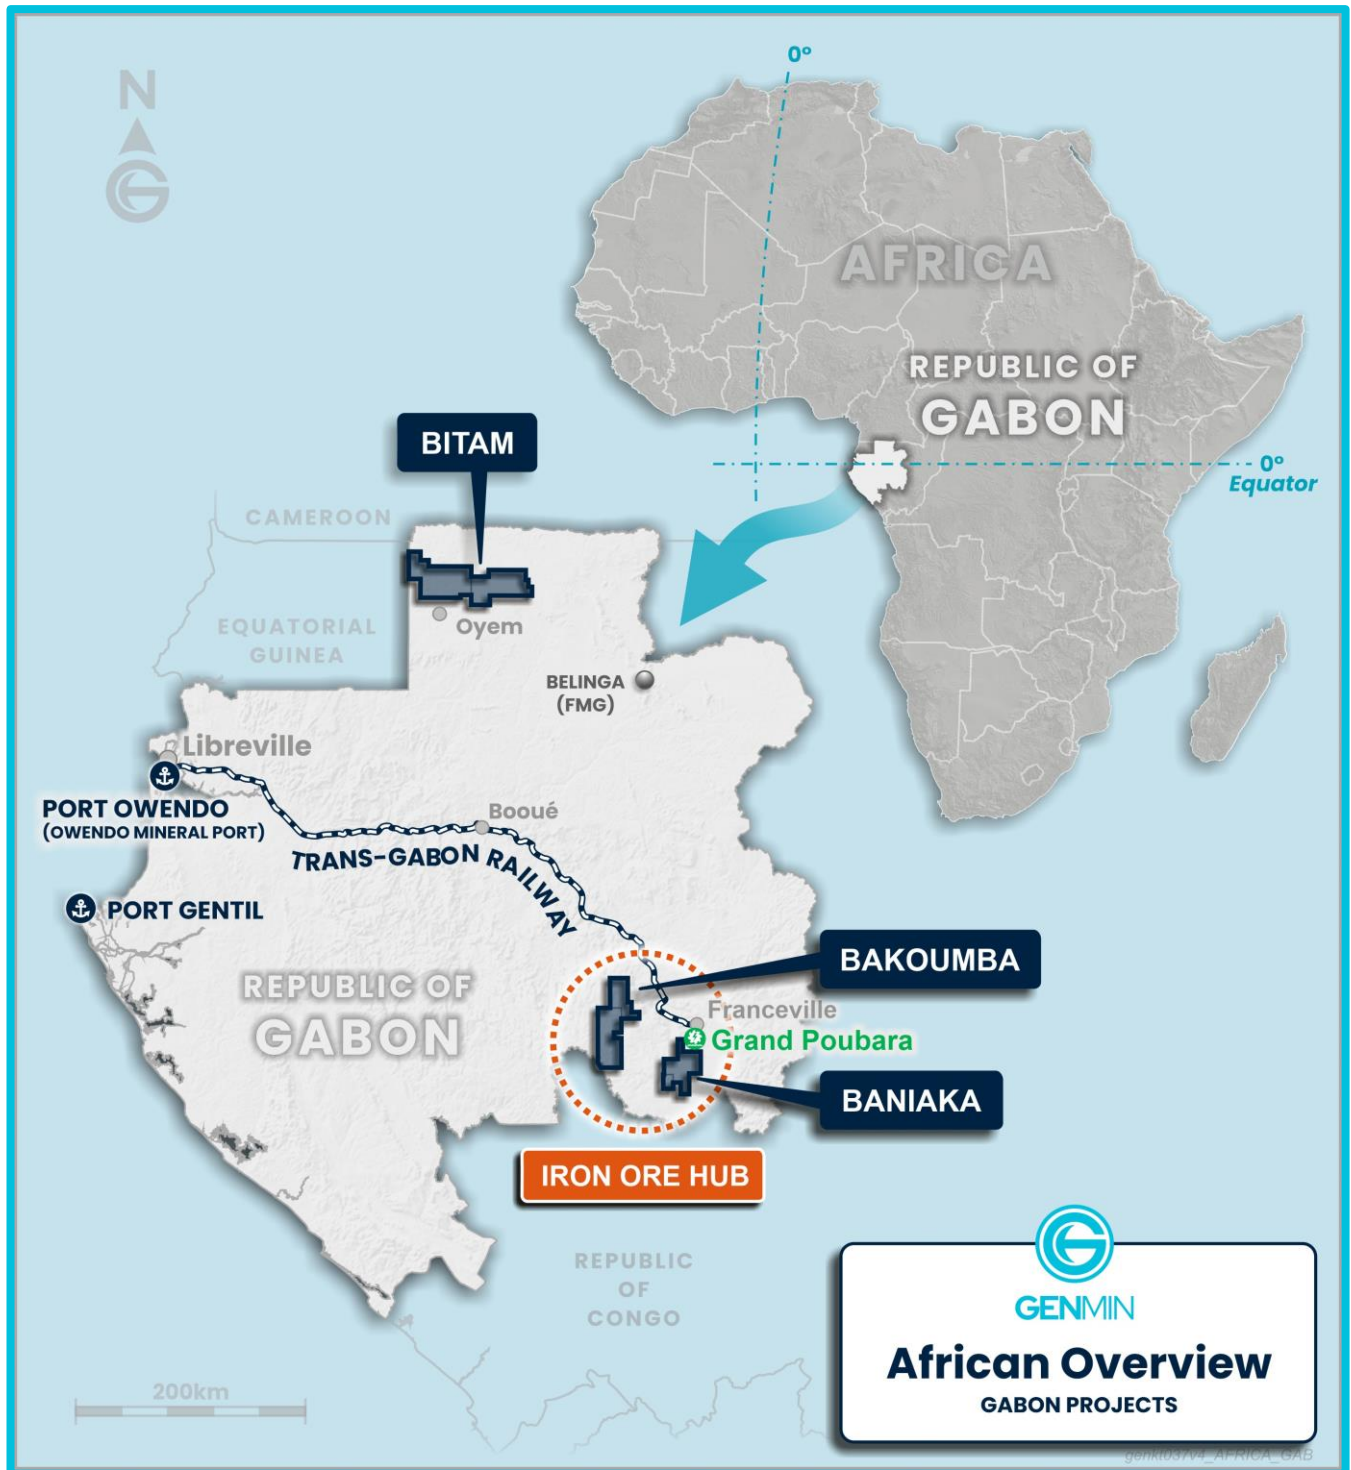 N
0°
AFRICA
REPUBLIC OF
GABON
0°
Equator
BITAM
CAMEROON
EQUATORIAL
GUINEA
Oyem
BELINGA
(FMG)
Libreville
PORT OWENDO
(OWENDO MINERAL PORT)
Booué
TRANS-GABON RAILWAY
PORT GENTIL
REPUBLIC OF
GABON
BAKOUMBA
Franceville
Grand Poubara
BANIAKA
IRON ORE HUB
REPUBLIC
OF
CONGO
200km
GENMIN
African Overview
GABON PROJECTS
genkt037v4_AFRICA_GAB